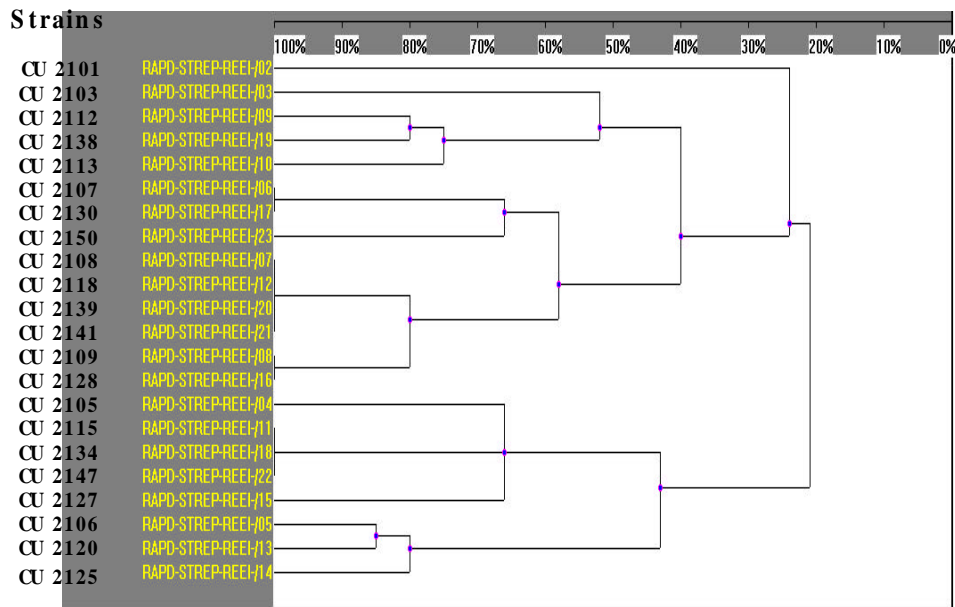 Strains
100% 90% 80% 70% 60% 50% 40% 30% 20% 10% 0%
CU 2101 RAPD-STREP-REEI-/02
CU 2103 RAPD-STREP-REEI-/03
CU 2112 RAPD-STREP-REEI-/09
CU 2138 RAPD-STREP-REEI-/19
CU 2113 RAPD-STREP-REEI-/10
CU 2107 RAPD-STREP-REEI-/06
CU 2130 RAPD-STREP-REEI-/17
CU 2150 RAPD-STREP-REEI-/23
CU 2108 RAPD-STREP-REEI-/07
CU 2118 RAPD-STREP-REEI-/12
CU 2139 RAPD-STREP-REEI-/20
CU 2141 RAPD-STREP-REEI-/21
CU 2109 RAPD-STREP-REEI-/08
CU 2128 RAPD-STREP-REEI-/16
CU 2105 RAPD-STREP-REEI-/04
CU 2115 RAPD-STREP-REEI-/11
CU 2134 RAPD-STREP-REEI-/18
CU 2147 RAPD-STREP-REEI-/22
CU 2127 RAPD-STREP-REEI-/15
CU 2106 RAPD-STREP-REEI-/05
CU 2120 RAPD-STREP-REEI-/13
CU 2125 RAPD-STREP-REEI-/14